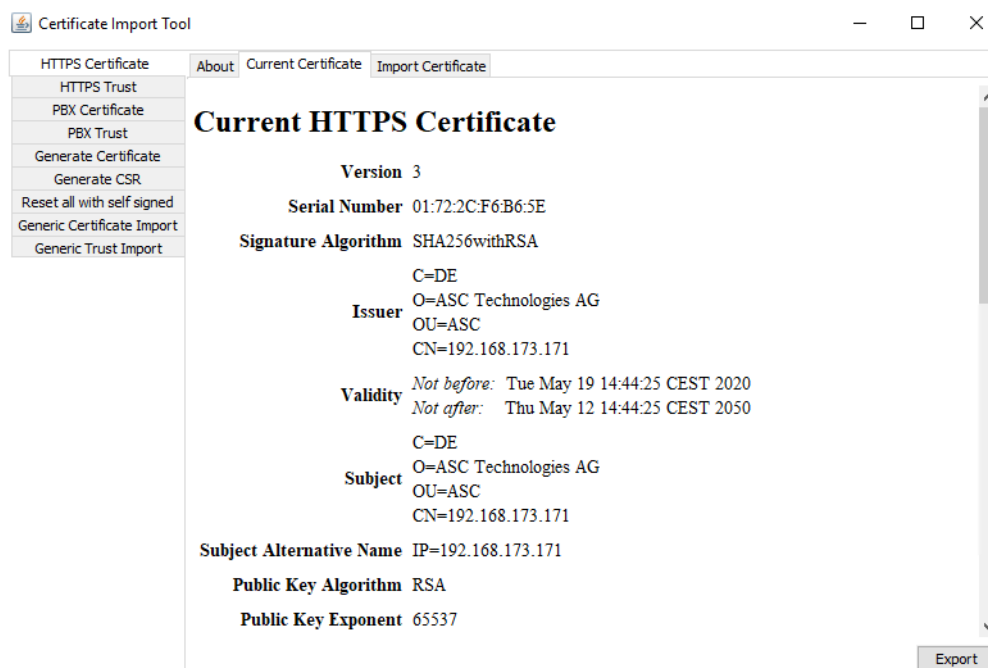 Certificate Import Tool
HTTPS Certificate
HTTPS Trust
PBX Certificate
PBX Trust
Generate Certificate
Generate CSR
Reset all with self signed
Generic Certificate Import
Generic Trust Import
About Current Certificate Import Certificate
Current HTTPS Certificate
Version 3
Serial Number 01:72:2C:F6:B6:5E
Signature Algorithm SHA256withRSA
Issuer
C=DE
O=ASC Technologies AG
OU=ASC
CN=192.168.173.171
Validity
Not before: Tue May 19 14:44:25 CEST 2020
Not after: Thu May 12 14:44:25 CEST 2050
Subject
C=DE
O=ASC Technologies AG
OU=ASC
CN=192.168.173.171
Subject Alternative Name IP=192.168.173.171
Public Key Algorithm RSA
Public Key Exponent 65537
Export